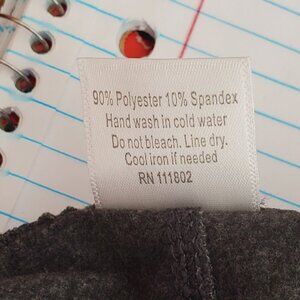 90% Polyester 10% Spandex
Hand wash in cold water
Do not bleach. Line dry.
Cool iron if needed
RN 111802